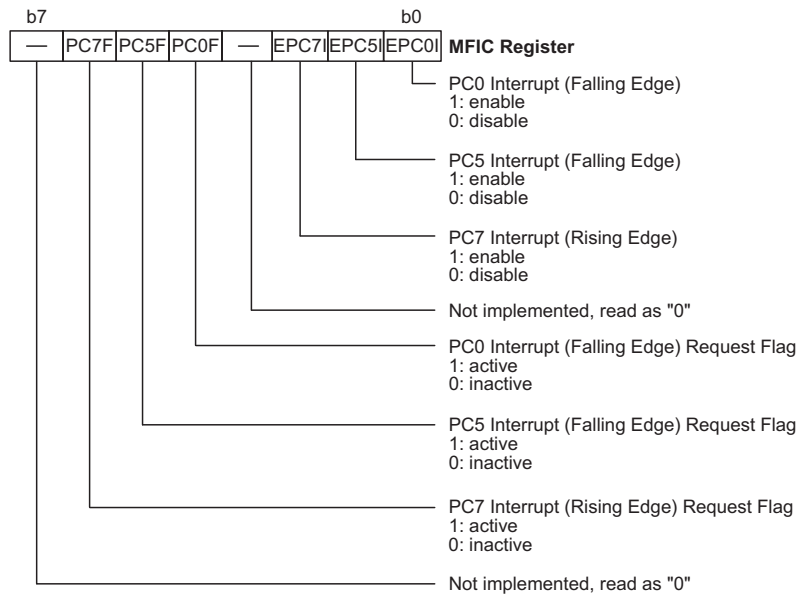 b7 b0
— PC7F PC5F PC0F — EPC7I EPC5I EPC0I MFIC Register
PC0 Interrupt (Falling Edge)
1: enable
0: disable
PC5 Interrupt (Falling Edge)
1: enable
0: disable
PC7 Interrupt (Rising Edge)
1: enable
0: disable
Not implemented, read as "0"
PC0 Interrupt (Falling Edge) Request Flag
1: active
0: inactive
PC5 Interrupt (Falling Edge) Request Flag
1: active
0: inactive
PC7 Interrupt (Rising Edge) Request Flag
1: active
0: inactive
Not implemented, read as "0"